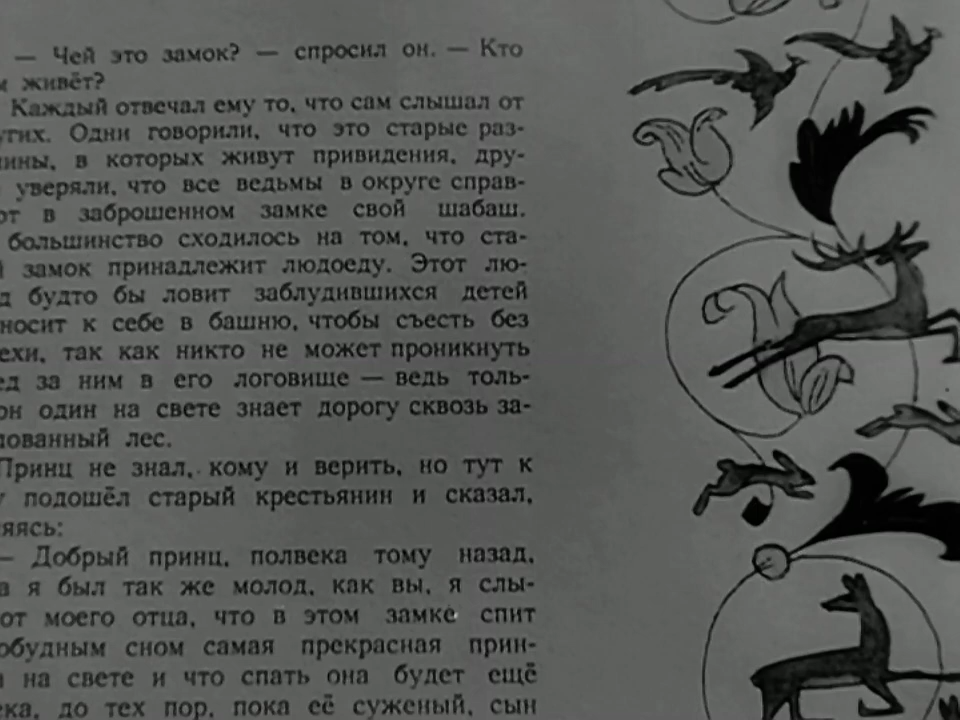 — Чей это замок? — спросил он. — Кто
м живёт?
Каждый отвечал ему то, что сам слышал от
угих. Одни говорили, что это старые раз-
ины, в которых живут привидения, дру-
уверяли, что все ведьмы в округе справ-
от в заброшенном замке свой шабаш.
большинство сходилось на том, что ста-
й замок принадлежит людоеду. Этот лю-
д будто бы ловит заблудившихся детей
носит к себе в башню, чтобы съесть без
ехи, так как никто не может проникнуть
ед за ним в его логовище — ведь толь-
он один на свете знает дорогу сквозь за-
дованный лес.
Принц не знал, кому и верить, но тут к
у подошёл старый крестьянин и сказал,
яясь:
— Добрый принц, полвека тому назад,
а я был так же молод, как вы, я слы-
от моего отца, что в этом замке спит
обудным сном самая прекрасная прин-
а на свете и что спать она будет ещё
ека, до тех пор, пока её суженый, сын